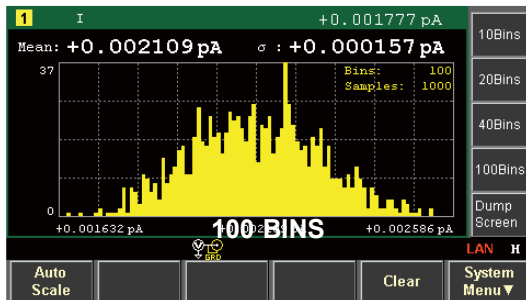 1 I +0.001777 pA
Mean: +0.002109 pA σ : +0.000157 pA
37
Bins: 100
Samples: 1000
0
+0.001632 pA
100 BINS
+0.002586 pA
GRD
LAN H
10Bins
20Bins
40Bins
100Bins
Dump
Screen
Auto
Scale
Clear
System
Menu▼